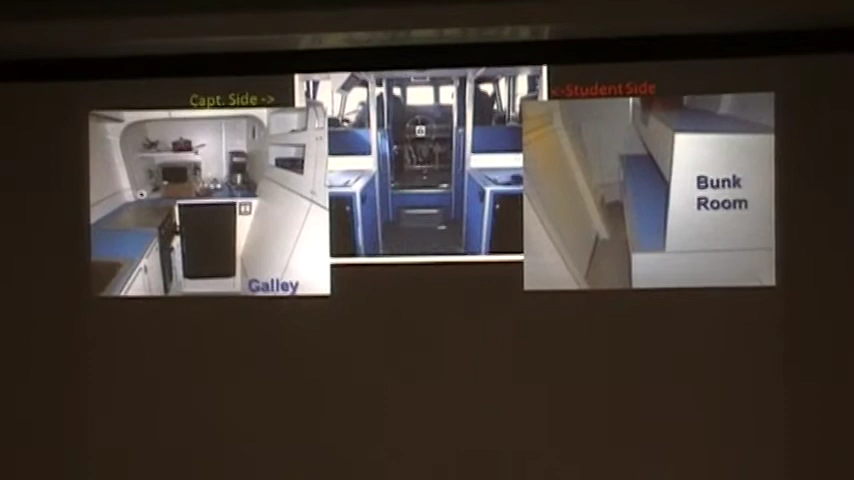 Capt. Side ->
<-Student Side
Bunk
Room
Galley